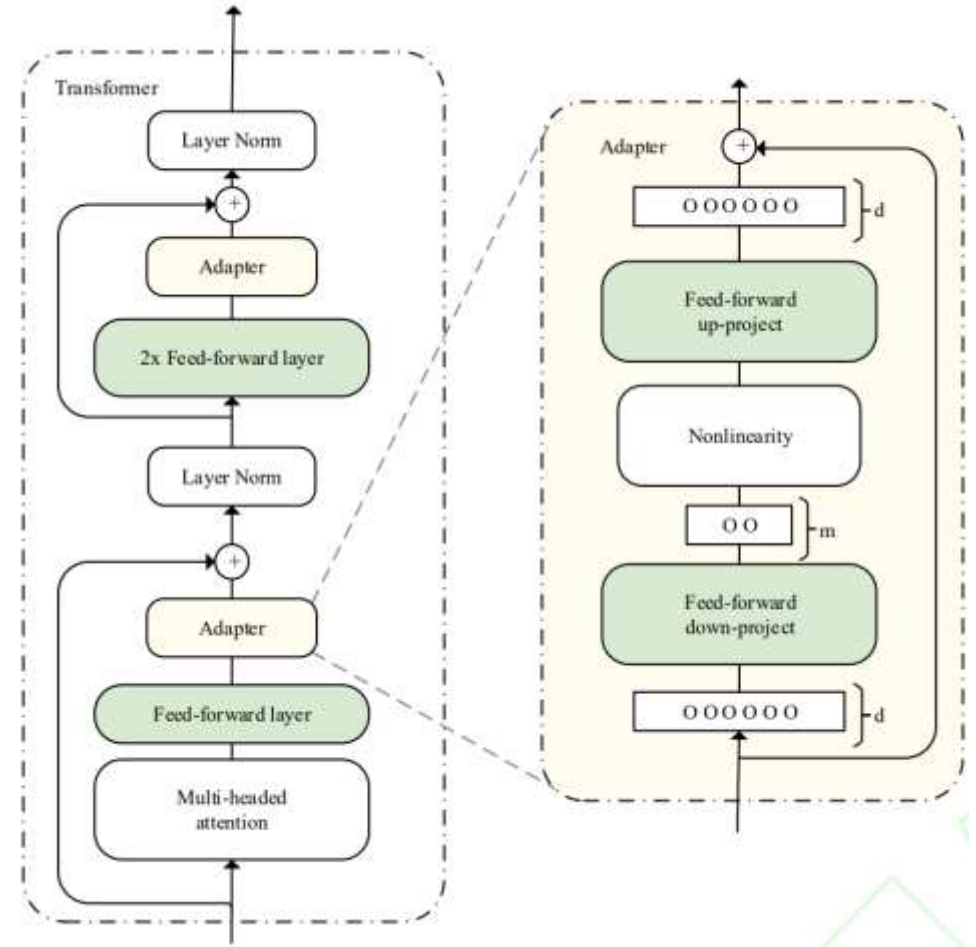 Transformer
Layer Norm
+
Adapter
2x Feed-forward layer
Layer Norm
+
Adapter
Feed-forward layer
Multi-headed
attention
Adapter
+
O O O O O O
d
Feed-forward
up-project
Nonlinearity
O O
m
Feed-forward
down-project
O O O O O O
d